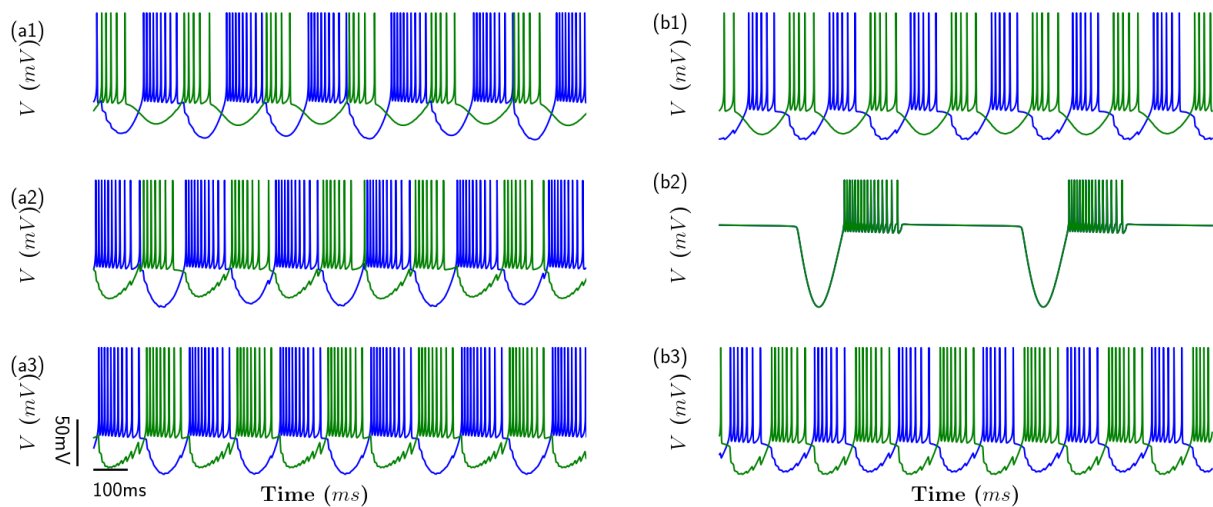 (a1)
V (mV)
(b1)
V (mV)
(a2)
V (mV)
(b2)
V (mV)
(a3)
V (mV)
(b3)
V (mV)
50mV
100ms
Time (ms)
Time (ms)